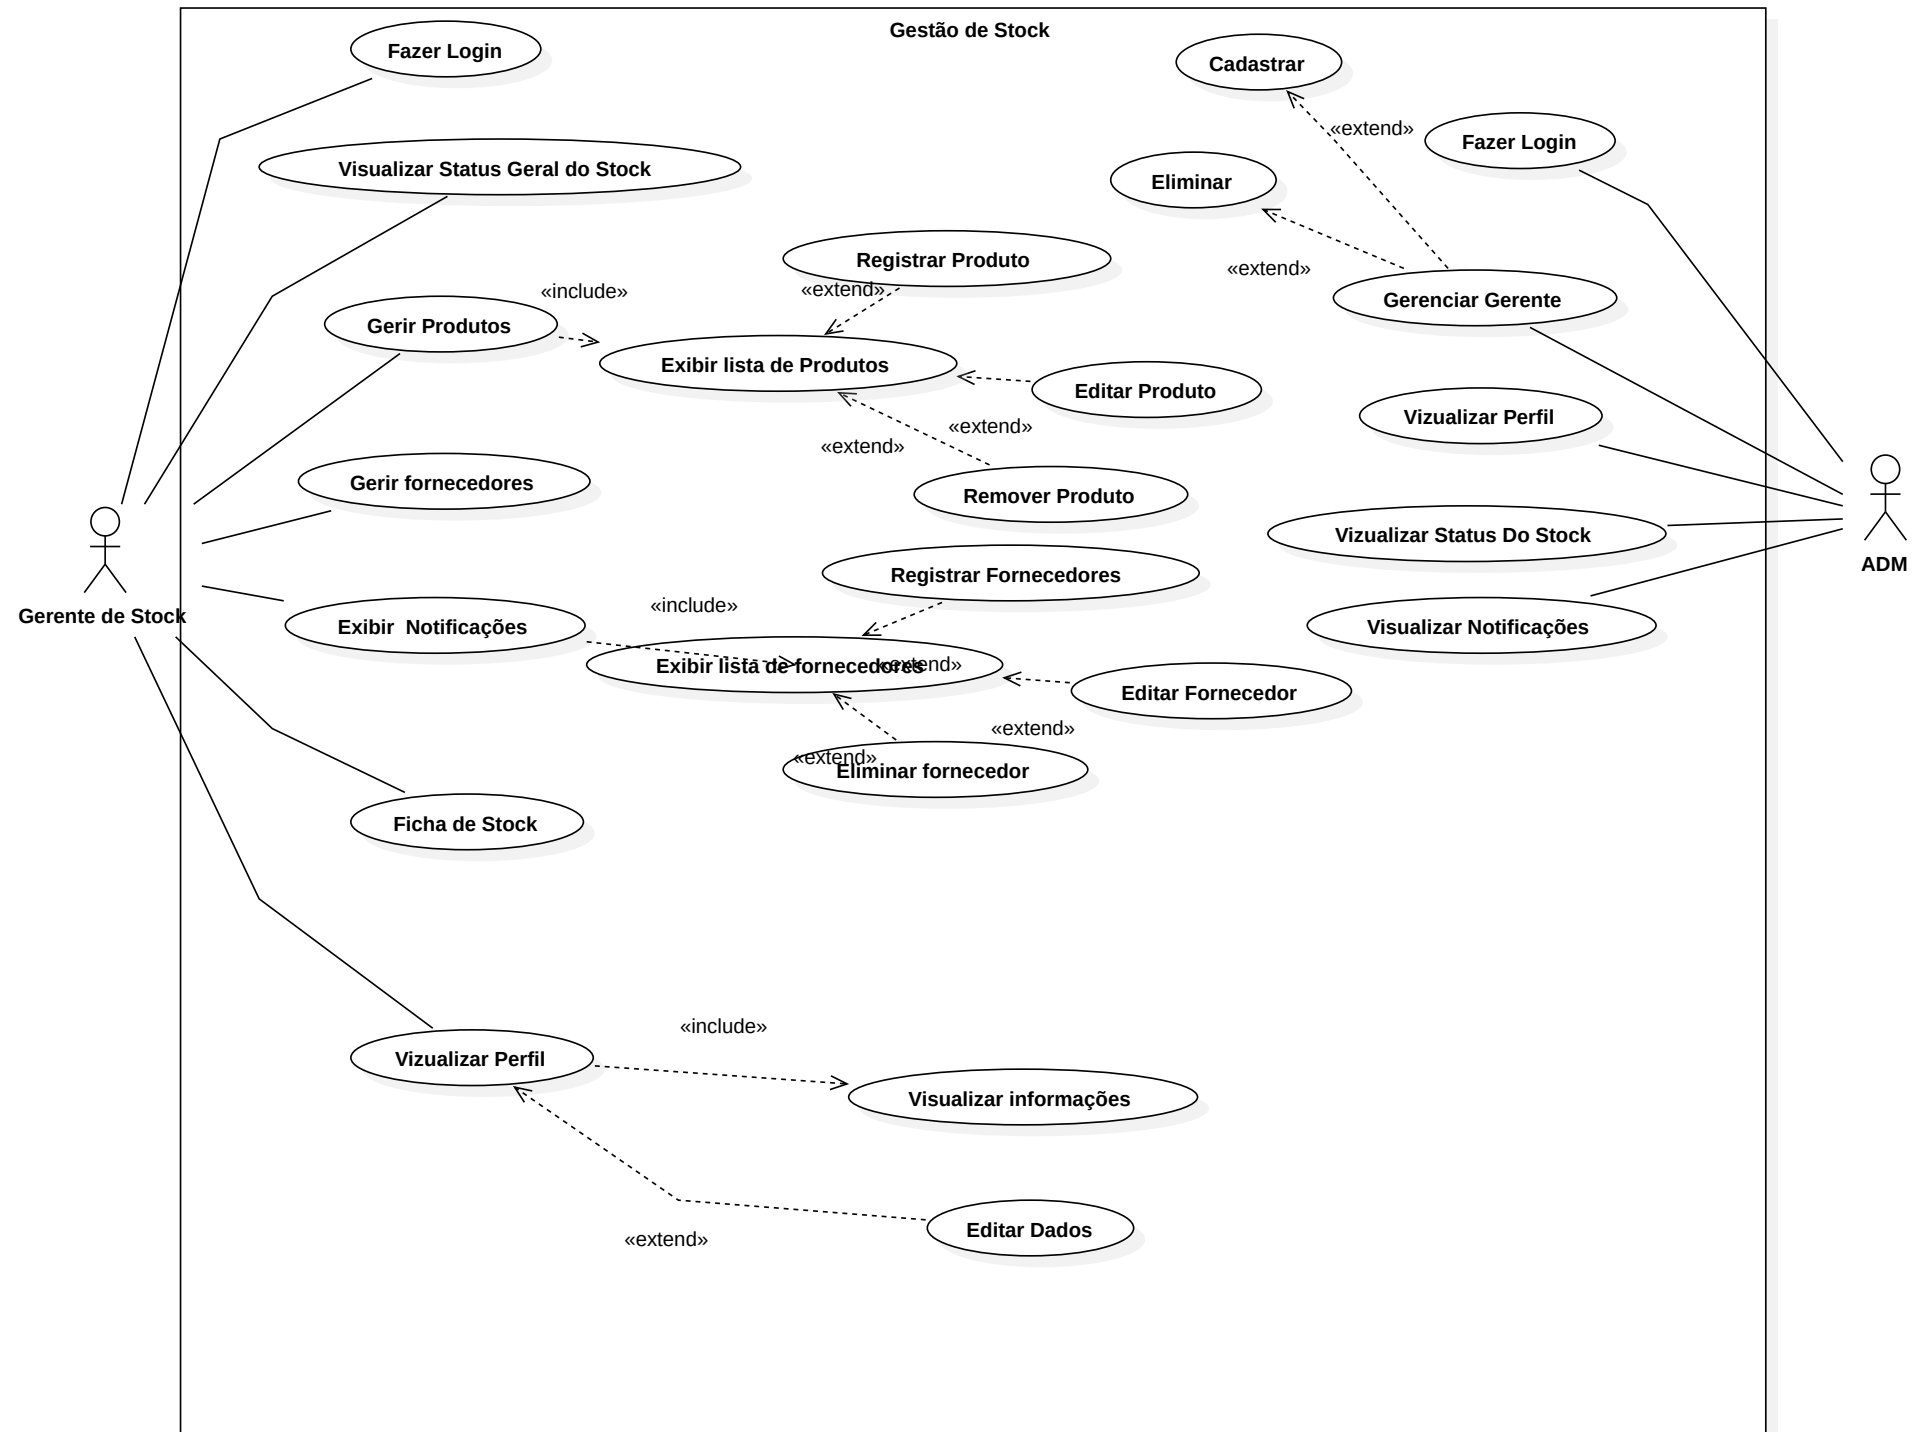 Gestão de Stock
Fazer Login
Cadastrar
«extend»
Fazer Login
Visualizar Status Geral do Stock
Eliminar
Registrar Produto
«extend»
«include»
«extend»
Gerir Produtos
Gerenciar Gerente
Exibir lista de Produtos
Editar Produto
Vizualizar Perfil
«extend»
«extend»
Gerir fornecedores
Remover Produto
Vizualizar Status Do Stock
ADM
Registrar Fornecedores
«include»
Gerente de Stock
Exibir  Notificações
Visualizar Notificações
Exibir lista de fornecedores
«extend»
Editar Fornecedor
«extend»
«extend»
Eliminar fornecedor
Ficha de Stock
«include»
Vizualizar Perfil
Visualizar informações
Editar Dados
«extend»